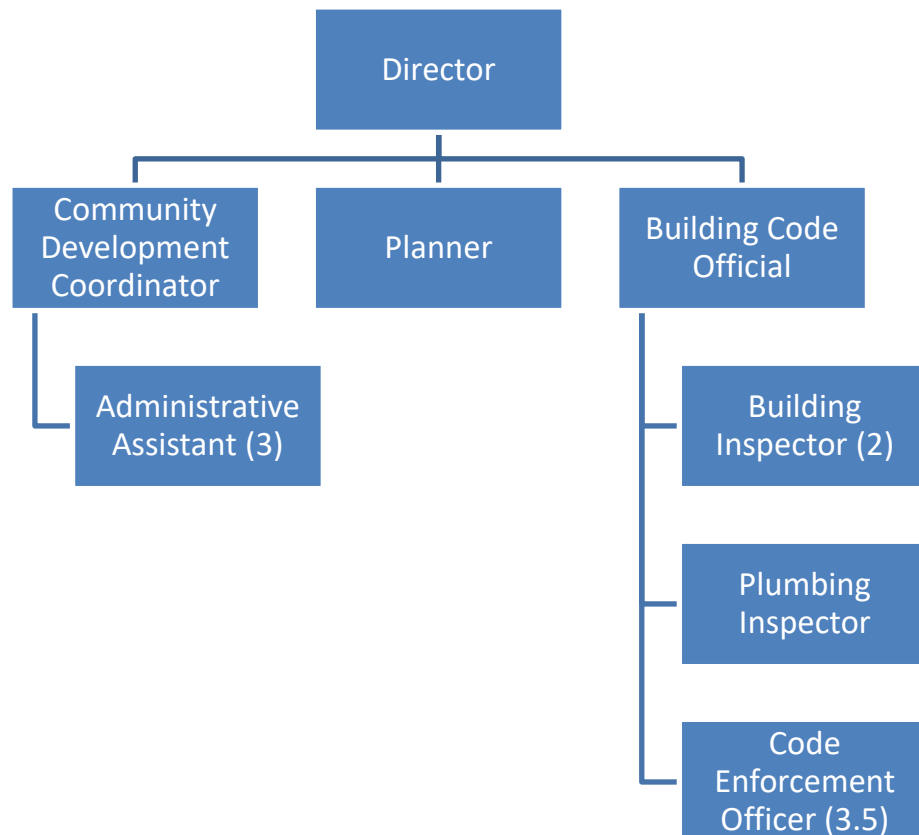 Director
Community
Development
Coordinator
Planner
Building Code
Official
Administrative
Assistant (3)
Building
Inspector (2)
Plumbing
Inspector
Code
Enforcement
Officer (3.5)